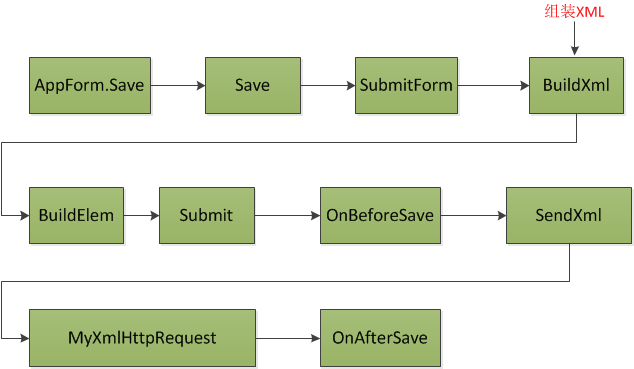 组装XML
AppForm.Save
Save
SubmitForm
BuildXml
BuildElem
Submit
OnBeforeSave
SendXml
MyXmlHttpRequest
OnAfterSave